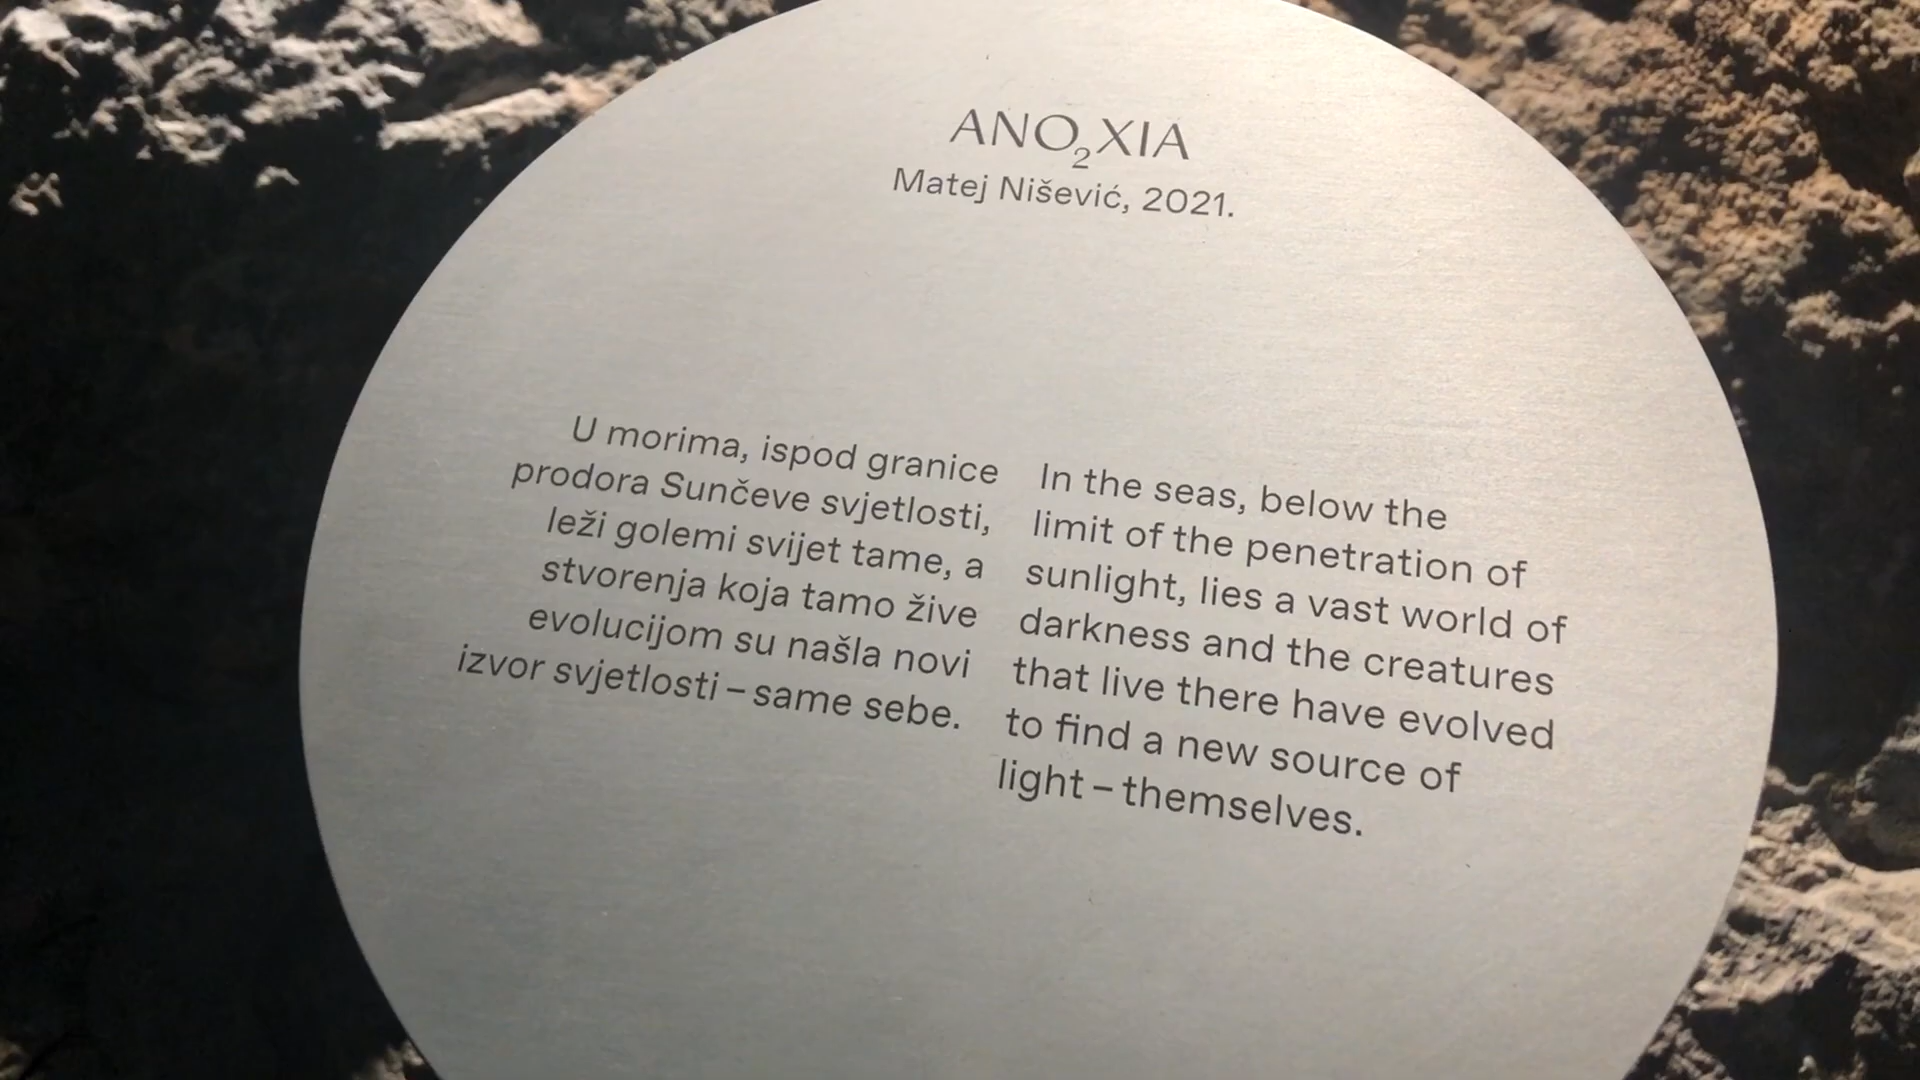 ANO₂XIA
Matej Nišević, 2021.
U morima, ispod granice
prodora Sunčeve svjetlosti,
leži golemi svijet tame, a
stvorenja koja tamo žive
evolucijom su našla novi
izvor svjetlosti – same sebe.
In the seas, below the
limit of the penetration of
sunlight, lies a vast world of
darkness and the creatures
that live there have evolved
to find a new source of
light – themselves.